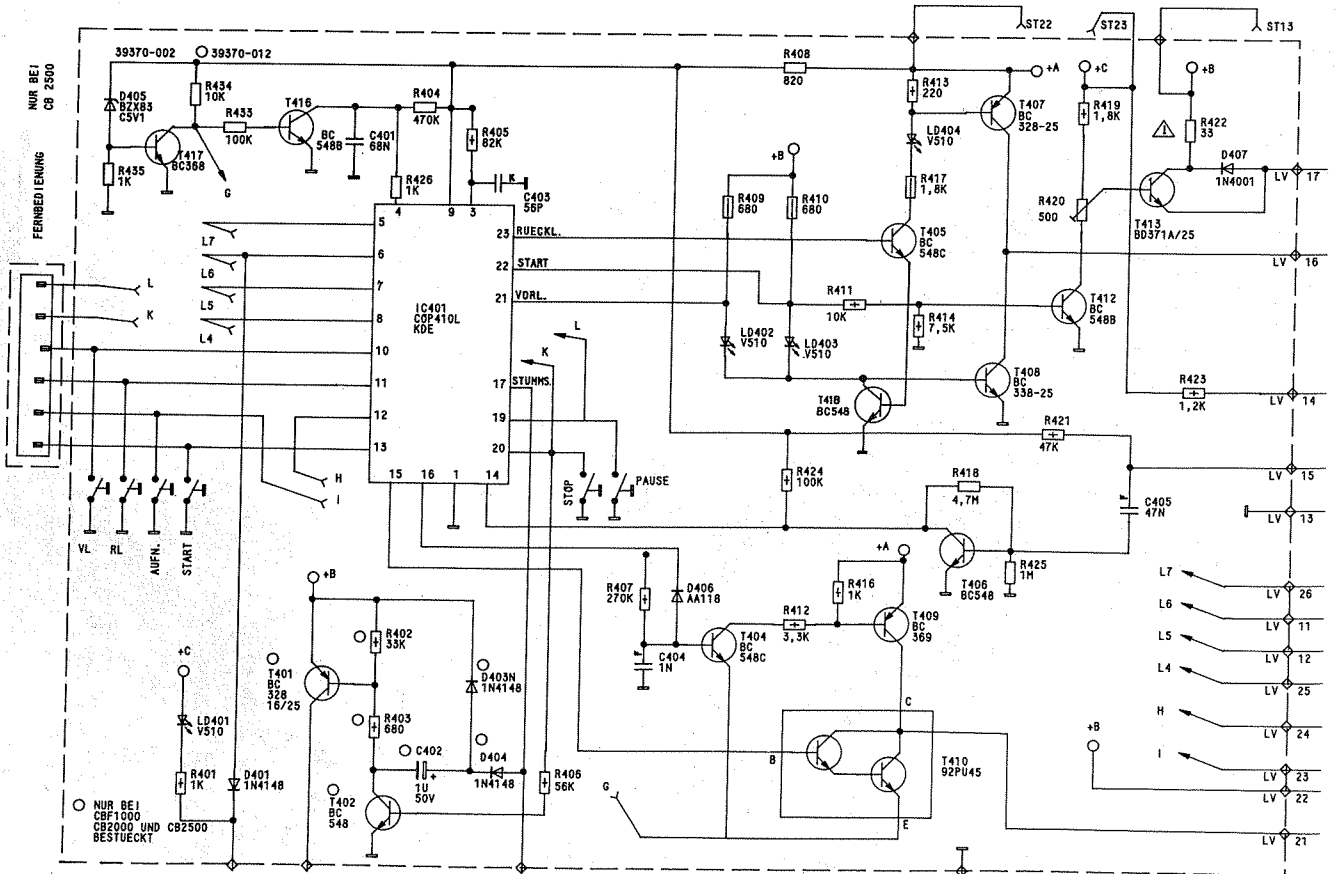 ST22
ST23
ST13
NUR BEI
CB 2500
FERNBEDIENUNG
39370-002
39370-012
D405
BZX83
C5V1
R434
10K
R433
100K
T416
BC
548B
T417
BC368
R435
1K
G
C401
68N
R404
470K
R405
82K
R426
1K
K
C403
56P
R408
820
+A
R413
220
T407
BC
328-25
LD404
V510
R417
1,8K
+C
R419
1,8K
+B
R422
33
D407
1N4001
LV 17
R420
500
T413
BD371A/25
+B
R409
680
R410
680
T405
BC
548C
LV 16
4
9
3
5
6
7
8
10
11
12
13
L7
L6
L5
L4
L
K
IC401
COP410L
KDE
23 RUECKL.
22 START
21 VORL.
17 STUMMS.
19
20
15
16
1
14
R411
10K
R414
7,5K
T412
BC
548B
LD402
V510
LD403
V510
T408
BC
338-25
T418
BC548
L
K
R423
1,2K
LV 14
R421
47K
LV 15
R424
100K
R418
4,7M
C405
47N
LV 13
STOP
PAUSE
H
I
VL
RL
AUFN.
START
T406
BC548
R425
1M
+A
R407
270K
D406
AA118
R416
1K
R412
3,3K
T409
BC
369
T404
BC
548C
C404
1N
L7
LV 26
L6
LV 11
L5
LV 12
L4
LV 25
H
LV 24
I
LV 23
+B
LV 22
LV 21
+B
R402
33K
T401
BC
328
16/25
D403N
1N4148
R403
680
C402
1U
50V
D404
1N4148
R406
56K
T402
BC
548
+C
LD401
V510
R401
1K
D401
1N4148
NUR BEI
CBF1000
CB2000 UND CB2500
BESTUECKT
G
C
B
E
T410
92PU45